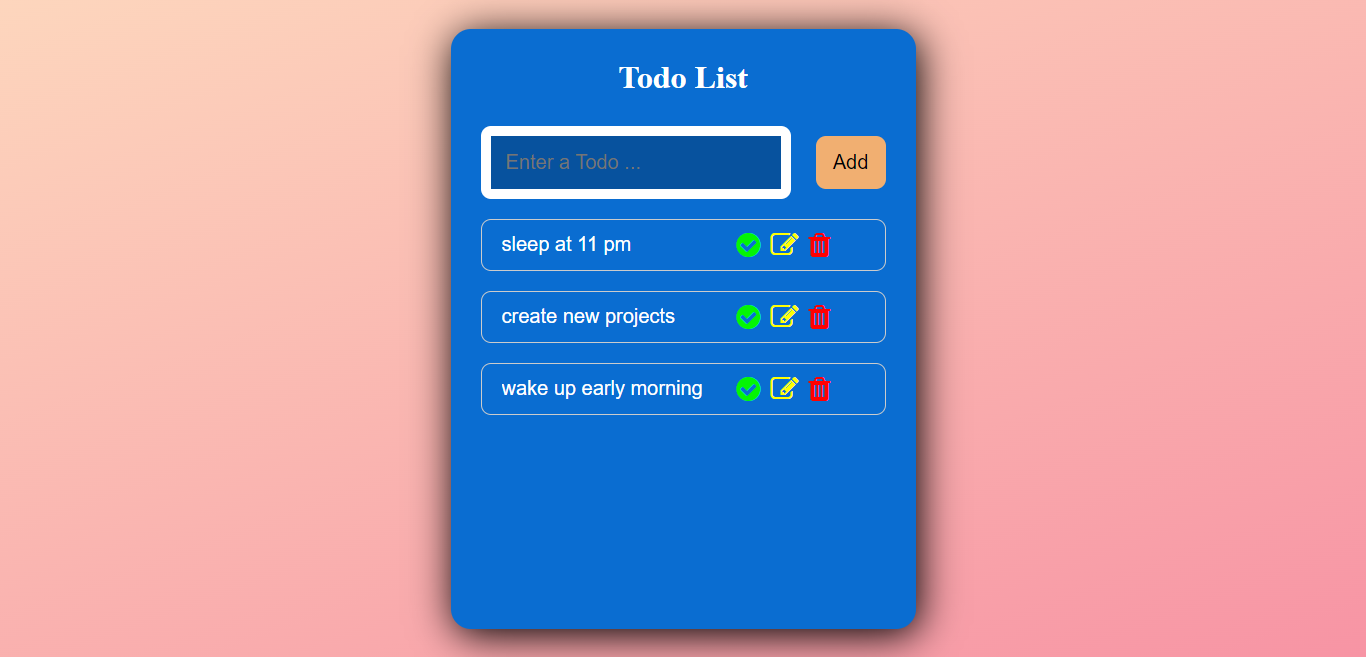 Todo List
Enter a Todo ...
Add
sleep at 11 pm
create new projects
wake up early morning